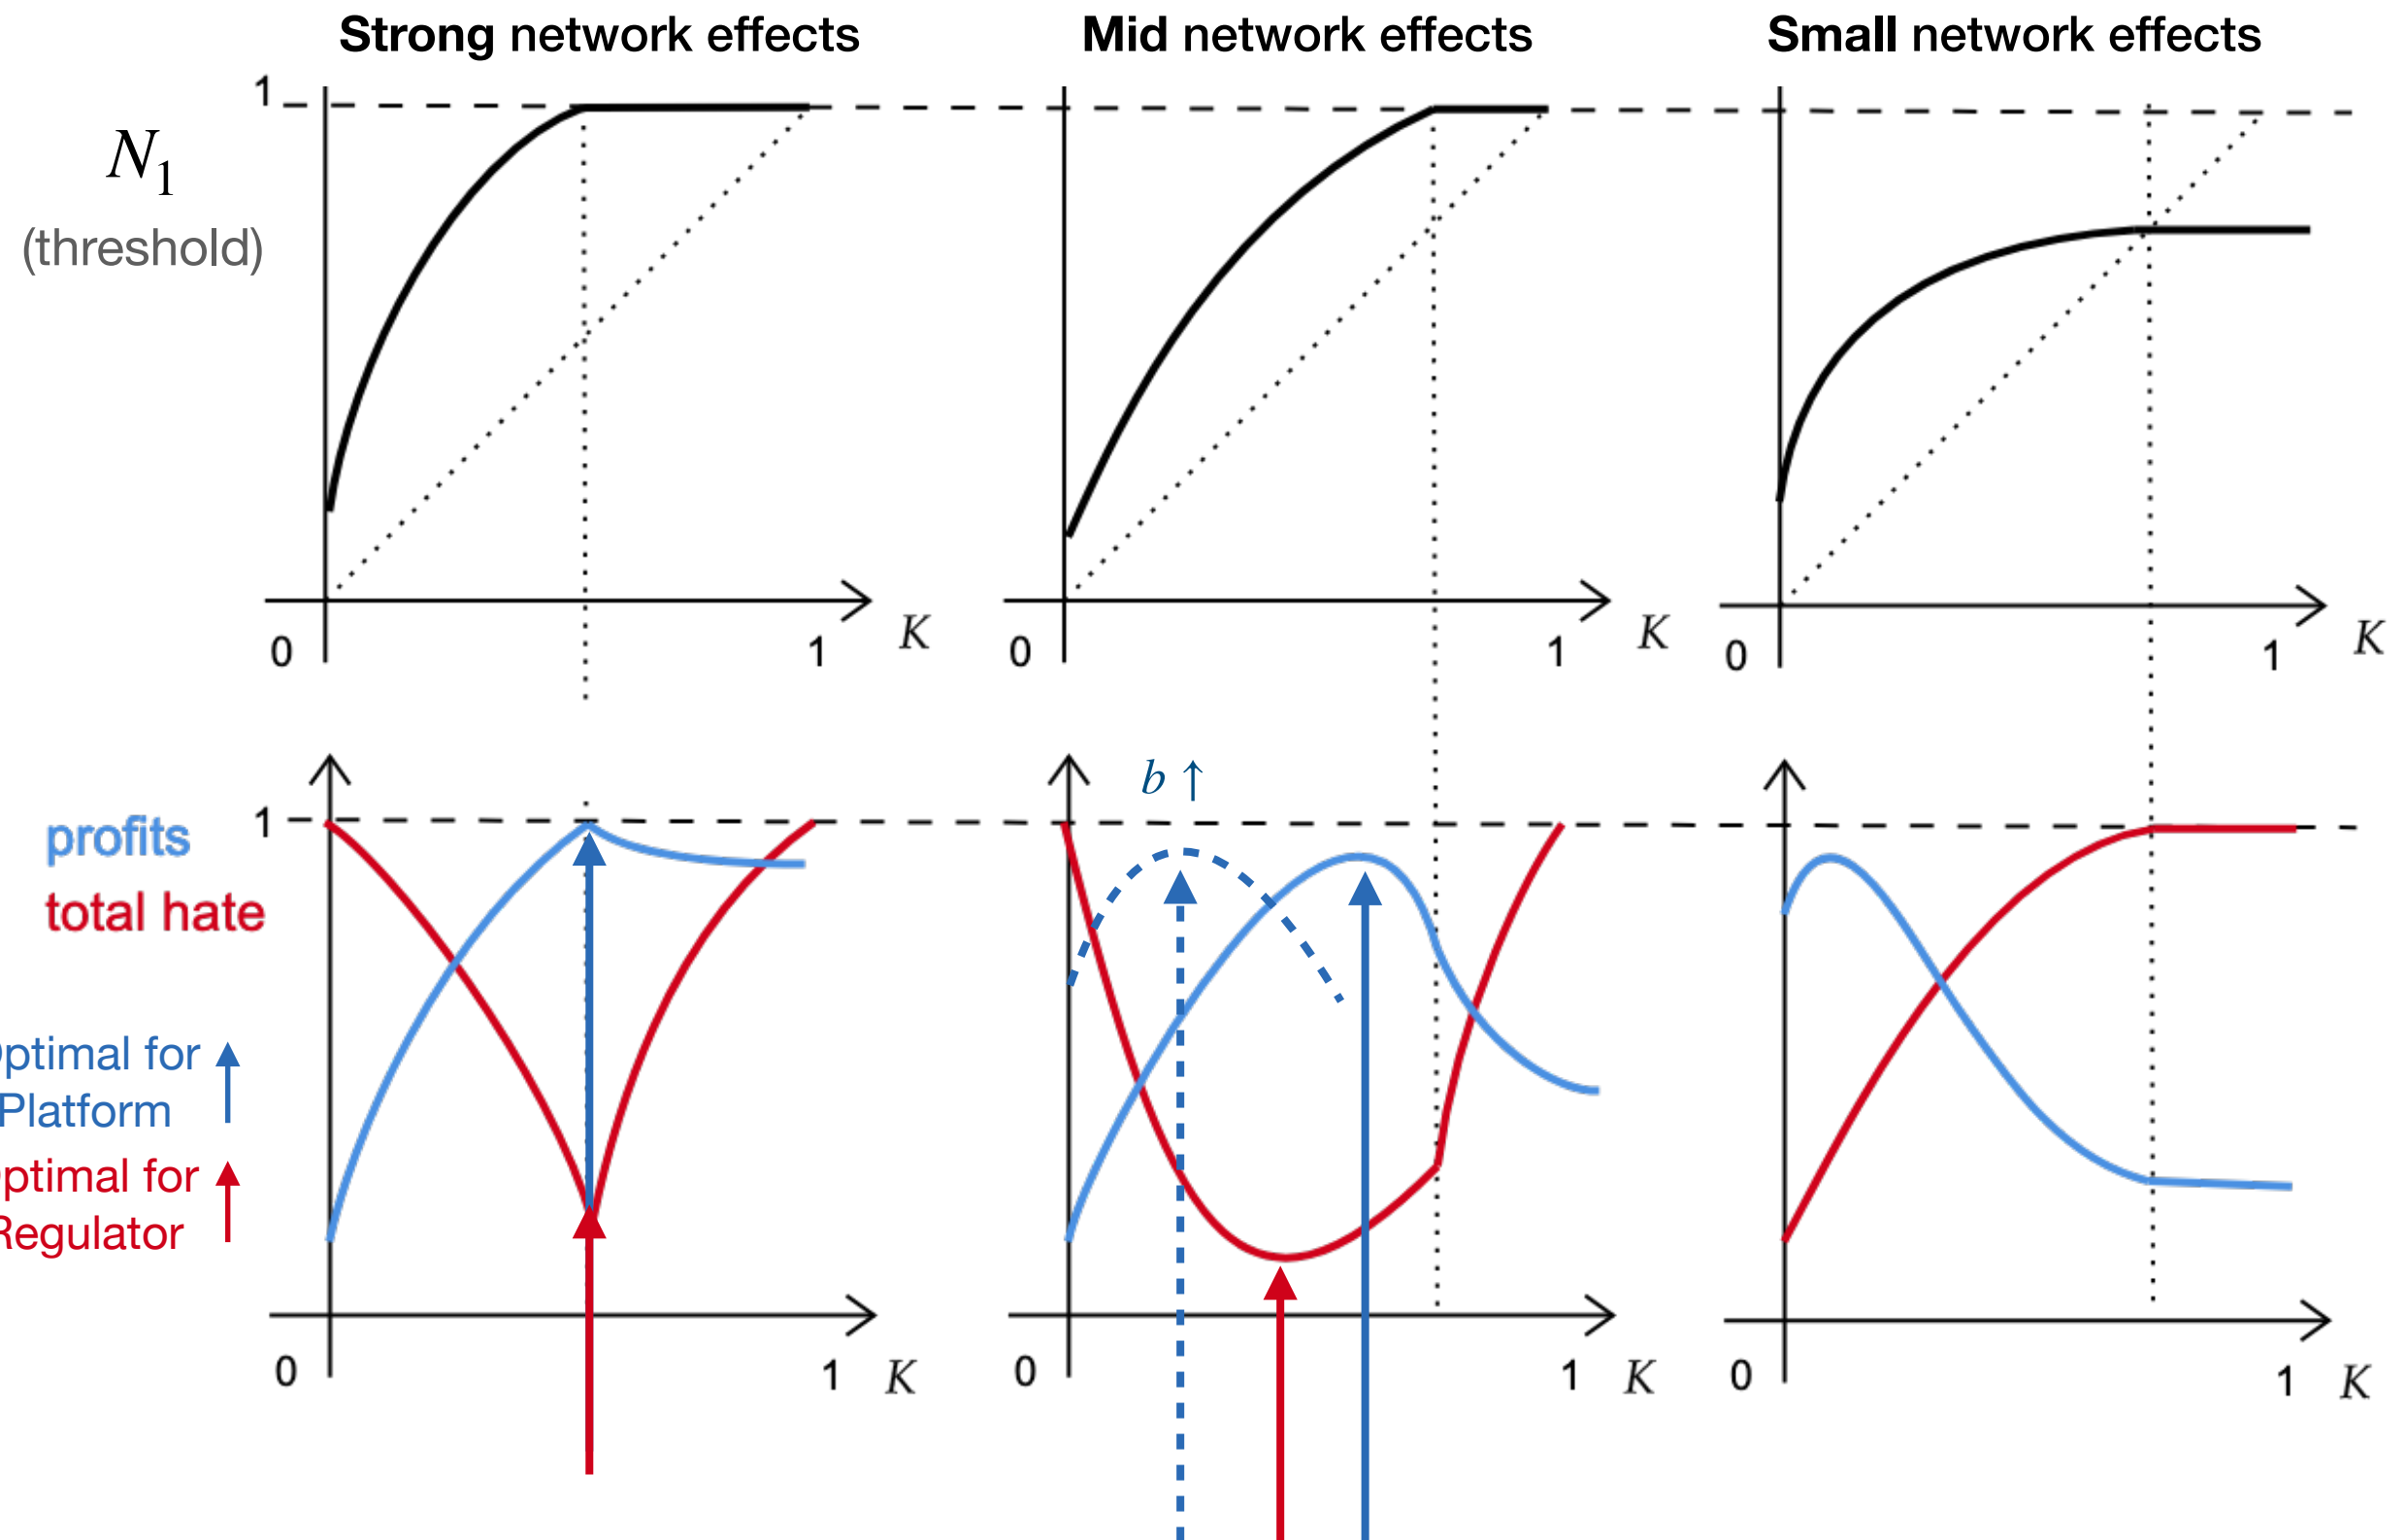 Strong network effects
Mid network effects
Small network effects
1
N1
(threshold)
0
1
K
0
1
K
0
1
K
b ↑
1
profits
total hate
ptimal for
Platform
ptimal for
Regulator
0
1
K
0
1
K
0
1
K